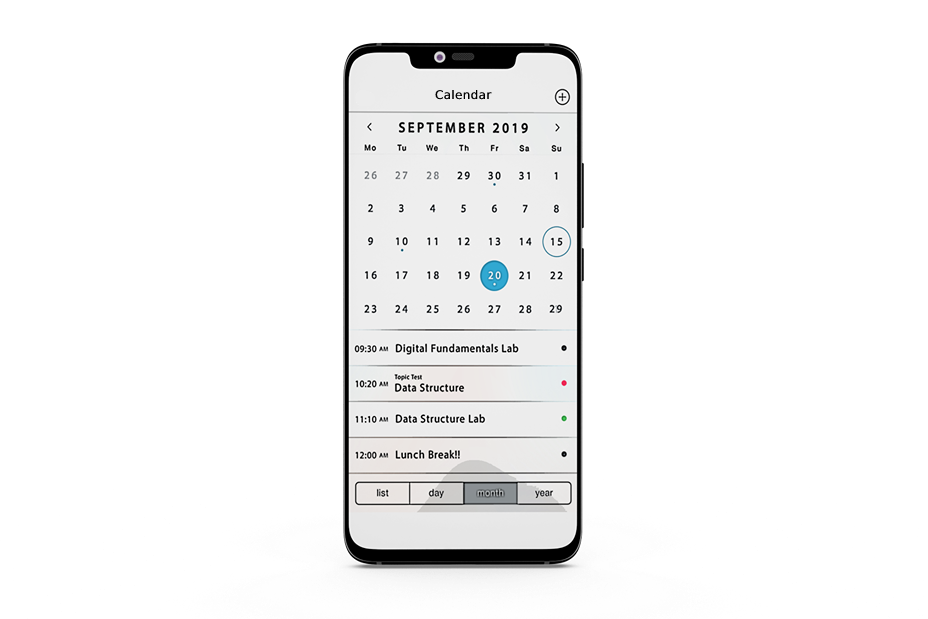 Calendar
SEPTEMBER 2019
Mo Tu We Th Fr Sa Su
26 27 28 29 30 31 1
2 3 4 5 6 7 8
9 10 11 12 13 14 15
16 17 18 19 20 21 22
23 24 25 26 27 28 29
09:30 AM Digital Fundamentals Lab
Topic Test
10:20 AM Data Structure
11:10 AM Data Structure Lab
12:00 AM Lunch Break!!
list day month year